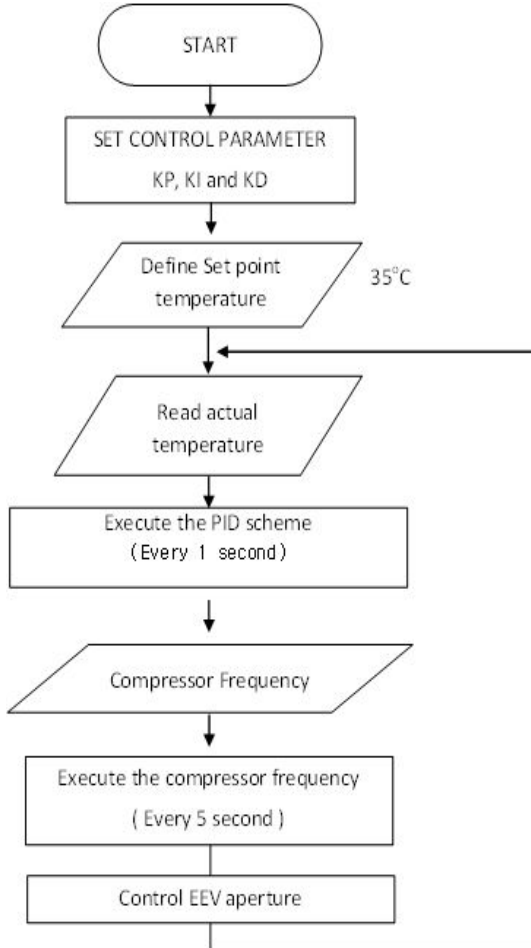 START
SET CONTROL PARAMETER
KP, KI and KD
Define Set point
temperature
35°C
Read actual
temperature
Execute the PID scheme
(Every 1 second)
Compressor Frequency
Execute the compressor frequency
( Every 5 second )
Control EEV aperture